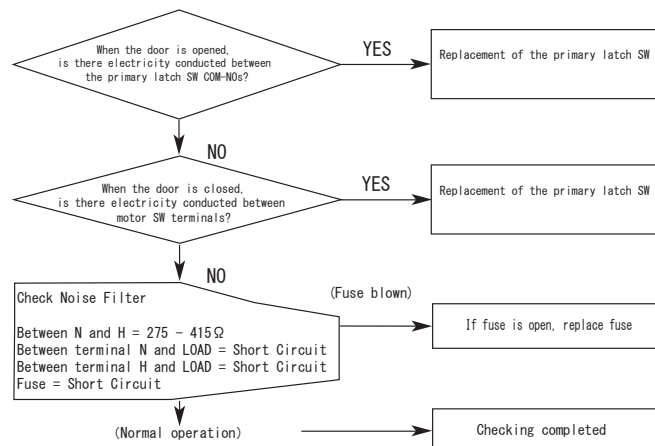 When the door is opened,
is there electricity conducted between
the primary latch SW COM-NOs?
YES
Replacement of the primary latch SW
NO
When the door is closed,
is there electricity conducted between
motor SW terminals?
YES
Replacement of the primary latch SW
NO
Check Noise Filter
Between N and H = 275 - 415Ω
Between terminal N and LOAD = Short Circuit
Between terminal H and LOAD = Short Circuit
Fuse = Short Circuit
(Fuse blown)
If fuse is open, replace fuse
(Normal operation)
Checking completed